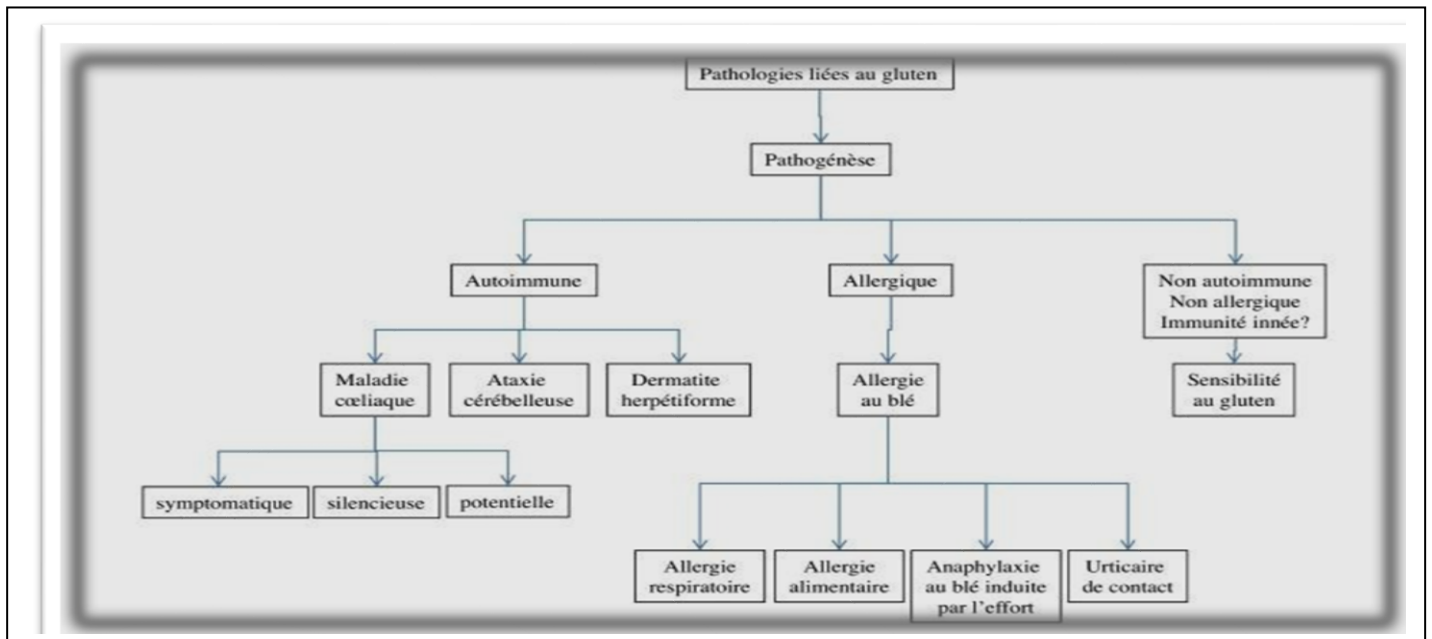 Pathologies liées au gluten
Pathogénèse
Autoimmune
Allergique
Non autoimmune
Non allergique
Immunité innée?
Maladie
cœliaque
Ataxie
cérébelleuse
Dermatite
herpétiforme
Allergie
au blé
Sensibilité
au gluten
symptomatique
silencieuse
potentielle
Allergie
respiratoire
Allergie
alimentaire
Anaphylaxie
au blé induite
par l'effort
Urticaire
de contact